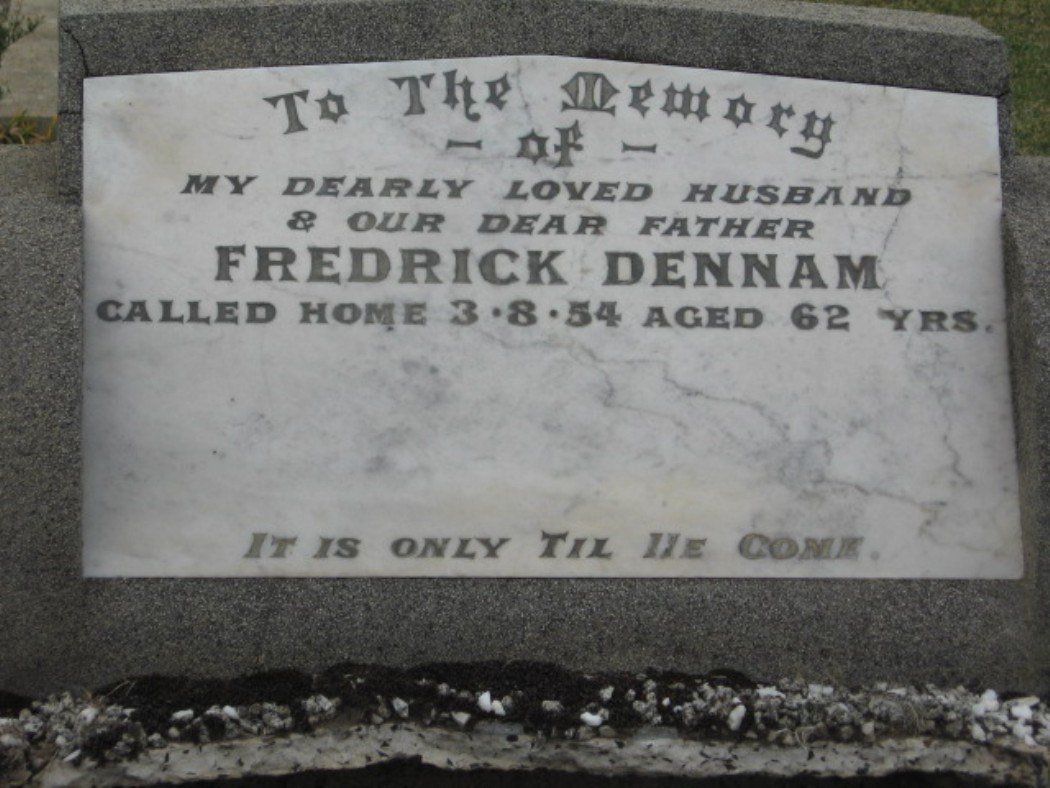 To The Memory
- of -
MY DEARLY LOVED HUSBAND
& OUR DEAR FATHER
FREDRICK DENNAM
CALLED HOME 3·8·54 AGED 62 YRS.
IT IS ONLY TIL HE COME.